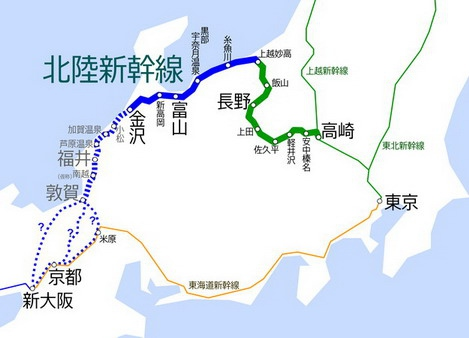 北陸新幹線
黒部
宇奈月温泉
糸魚川
上越妙高
上越新幹線
飯山
長野
富山
新高岡
金沢
高崎
上田
佐久平
軽井沢
安中榛名
東北新幹線
加賀温泉
小松
芦原温泉
福井
(仮称)南越
敦賀
東京
?
?
?
米原
京都
新大阪
東海道新幹線